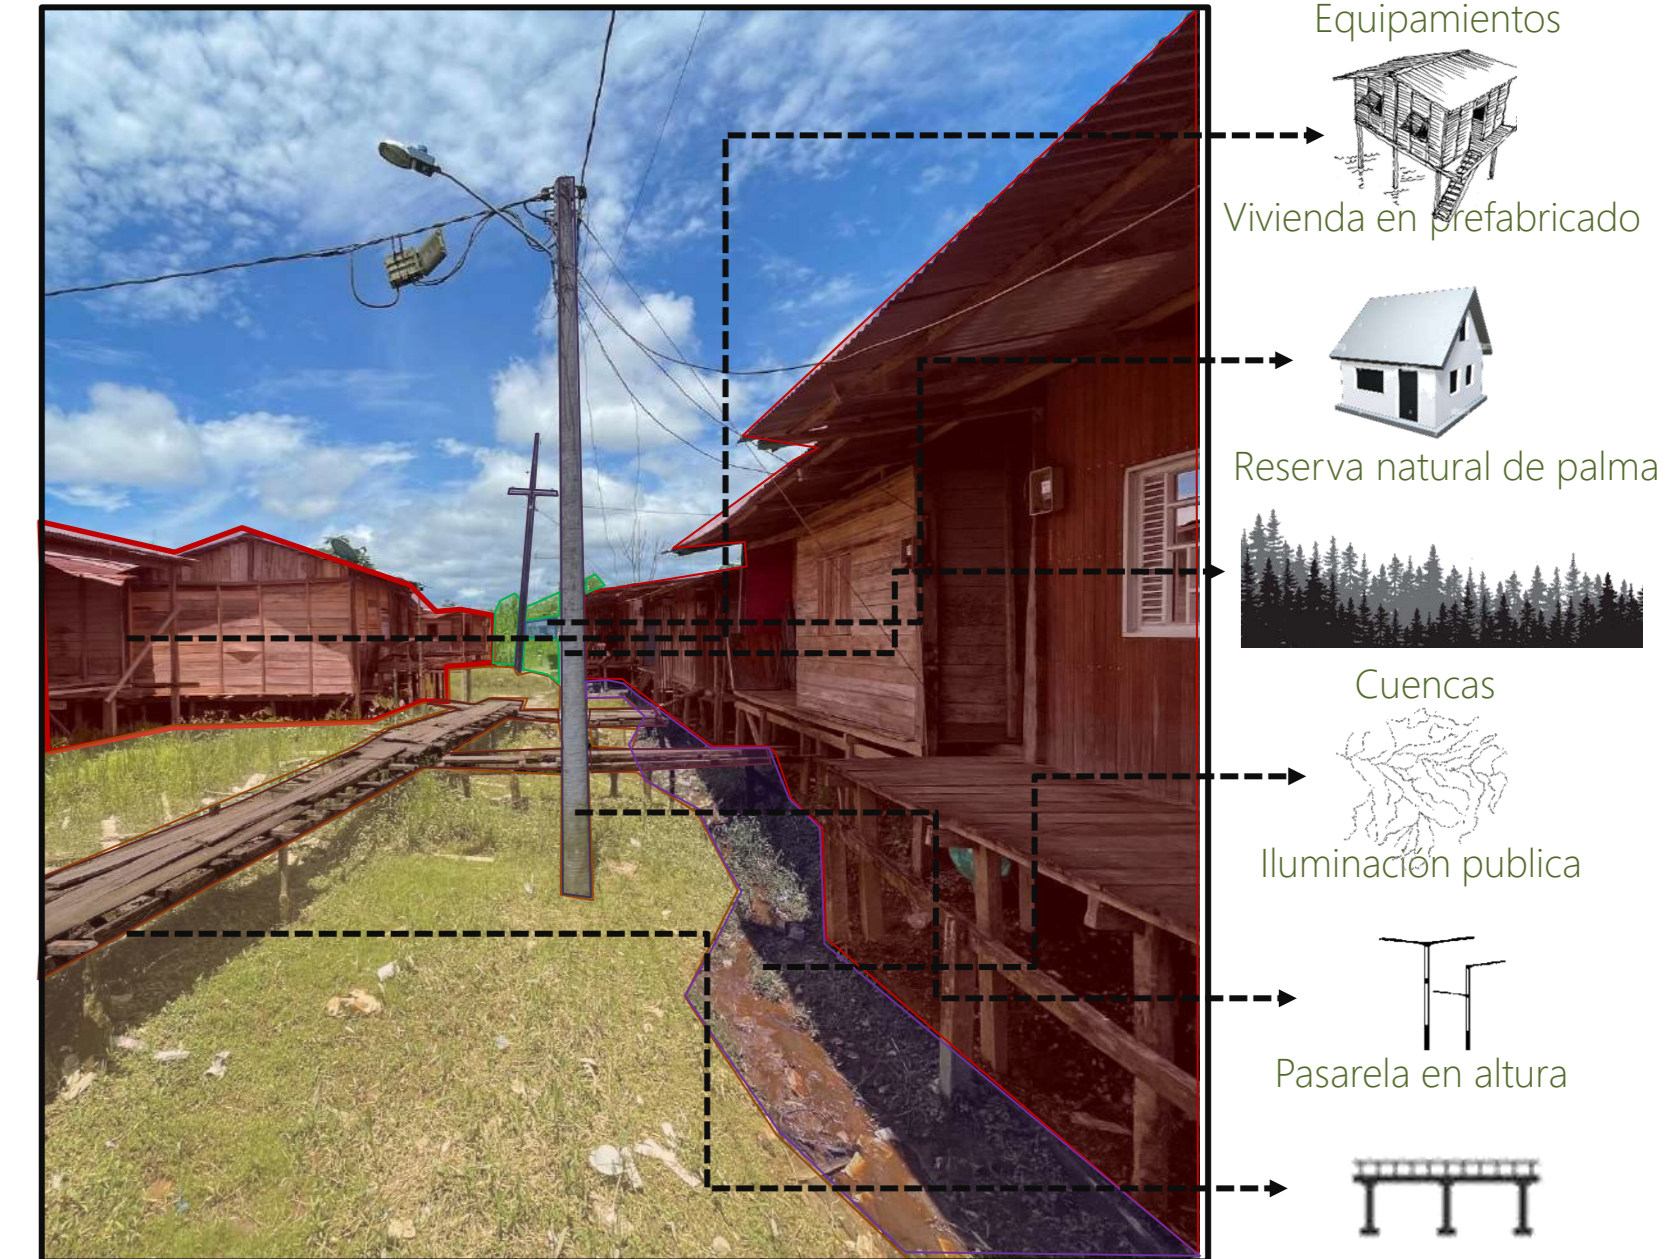 Equipamientos
Vivienda en prefabricado
Reserva natural de palma
Cuencas
Iluminación publica
Pasarela en altura